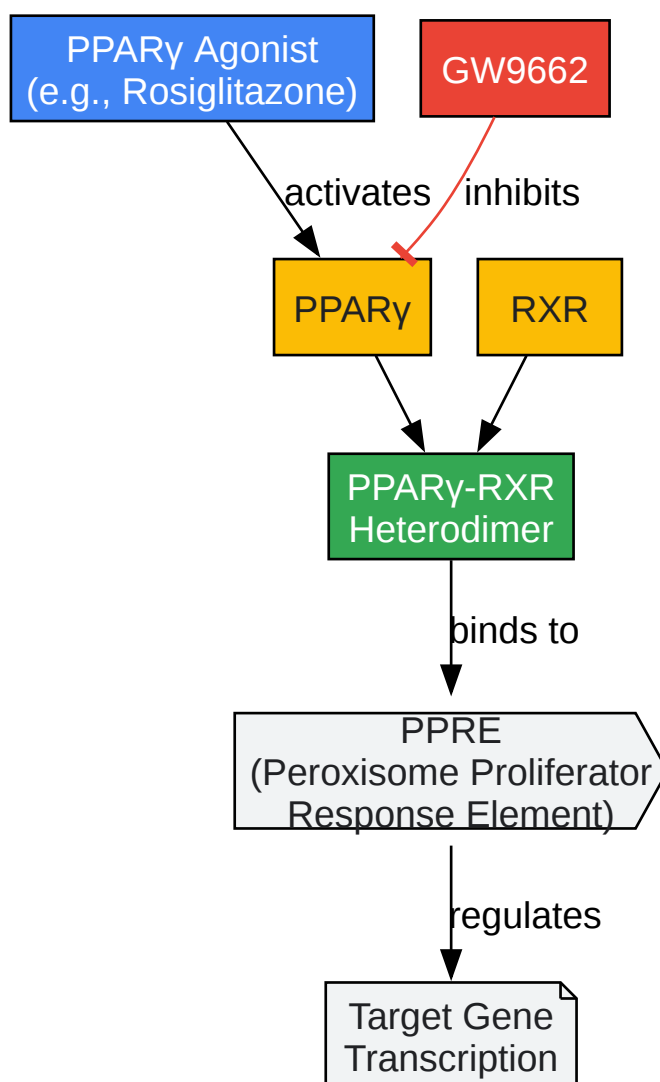 PPARγ Agonist
(e.g., Rosiglitazone)
GW9662
activates
inhibits
PPARγ
RXR
PPARγ-RXR
Heterodimer
binds to
PPRE
(Peroxisome Proliferator
Response Element)
regulates
Target Gene
Transcription